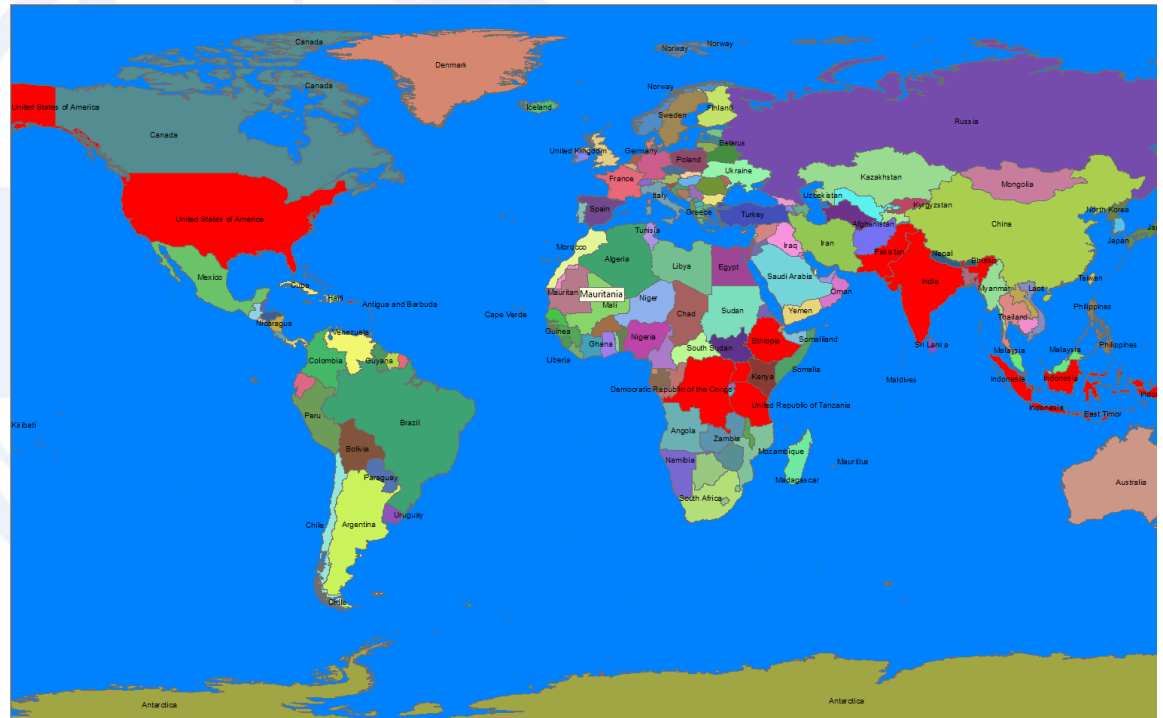 Canada
Norway
Norway
Denmark
Canada
Norway
United States of America
Iceland
Finland
Sweden
Russia
Canada
United Kingdom
Germany
Belarus
Poland
Ukraine
France
Kazakhstan
Mongolia
Italy
Uzbekistan
Kyrgyzstan
Spain
Greece
Turkey
North Korea
United States of America
Afghanistan
China
Tunisia
Japan
Morocco
Iraq
Iran
Pakistan
Nepal
Algeria
Libya
Egypt
Bhutan
Mexico
Saudi Arabia
India
Taiwan
Cuba
Mauritan
Mauritania
Oman
Myanmar
Laos
Haiti
Antigua and Barbuda
Mali
Niger
Cape Verde
Chad
Sudan
Yemen
Thailand
Philippines
Nicaragua
Guinea
Nigeria
Ethiopia
Somaliland
Venezuela
Ghana
South Sudan
Sri Lanka
Philippines
Colombia
Guyana
Liberia
Malaysia
Malaysia
Somalia
Kenya
Maldives
Indonesia
Indonesia
Democratic Republic of the Congo
United Republic of Tanzania
Indonesia
East Timor
Peru
Brazil
Kiribati
Angola
Zambia
Mozambique
Bolivia
Mauritius
Paraguay
Namibia
Madagascar
Australia
South Africa
Uruguay
Chile
Argentina
Chile
Antarctica
Antarctica